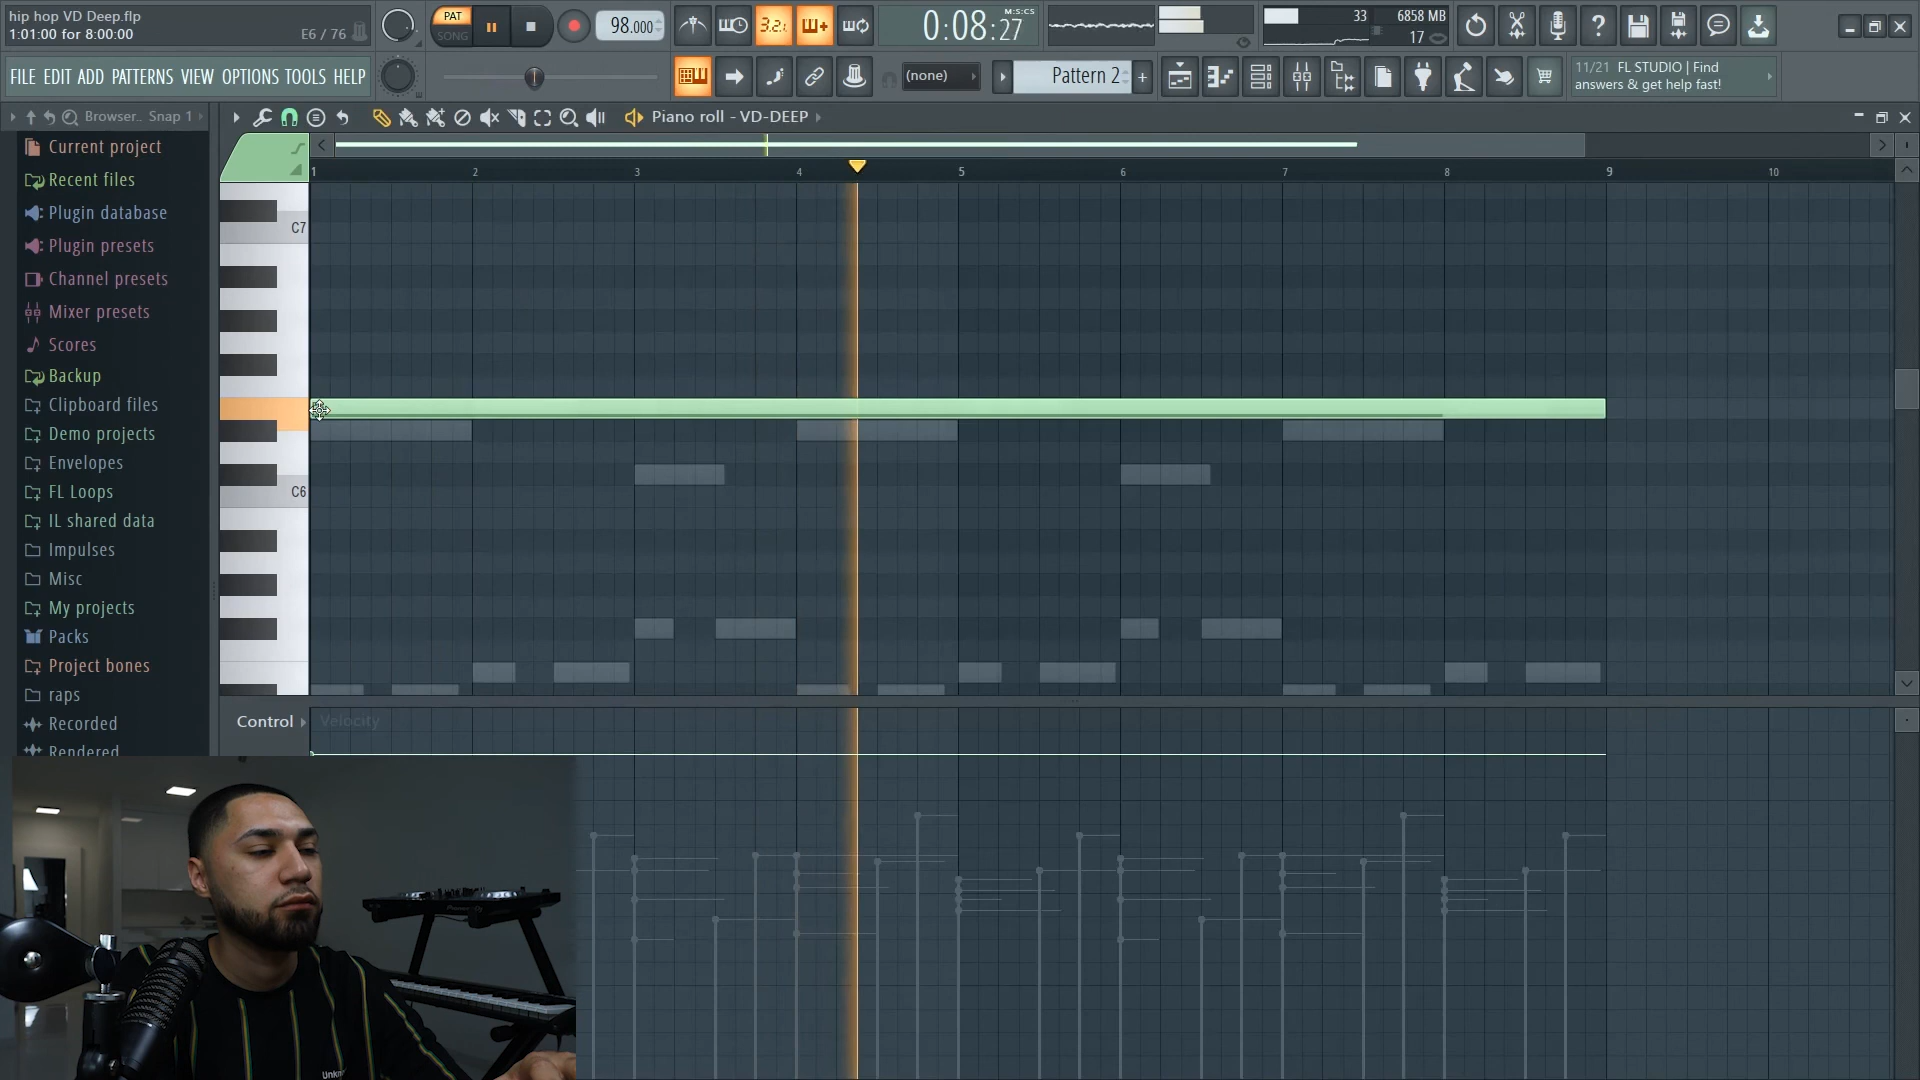 hip hop VD Deep.flp
1:01:00 for 8:00:00
E6 / 76
PAT
SONG
98.000
3.2.1
0:08:27
M:S:CS
33
6858 MB
17
FILE EDIT ADD PATTERNS VIEW OPTIONS TOOLS HELP
(none)
Pattern 2
11/21 FL STUDIO | Find
answers & get help fast!
Browser.. Snap 1
Piano roll - VD-DEEP
1 2 3 4 5 6 7 8 9 10
Current project
Recent files
Plugin database
Plugin presets
Channel presets
Mixer presets
Scores
Backup
Clipboard files
Demo projects
Envelopes
FL Loops
IL shared data
Impulses
Misc
My projects
Packs
Project bones
raps
Recorded
Rendered
C7
C6
Control
Velocity